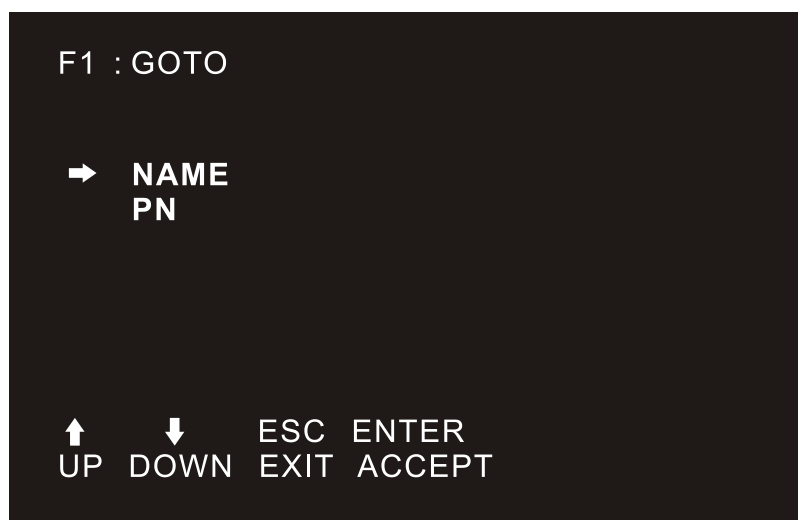 F1 : GOTO
➡ NAME
PN
⬆ ⬇ ESC ENTER
UP DOWN EXIT ACCEPT